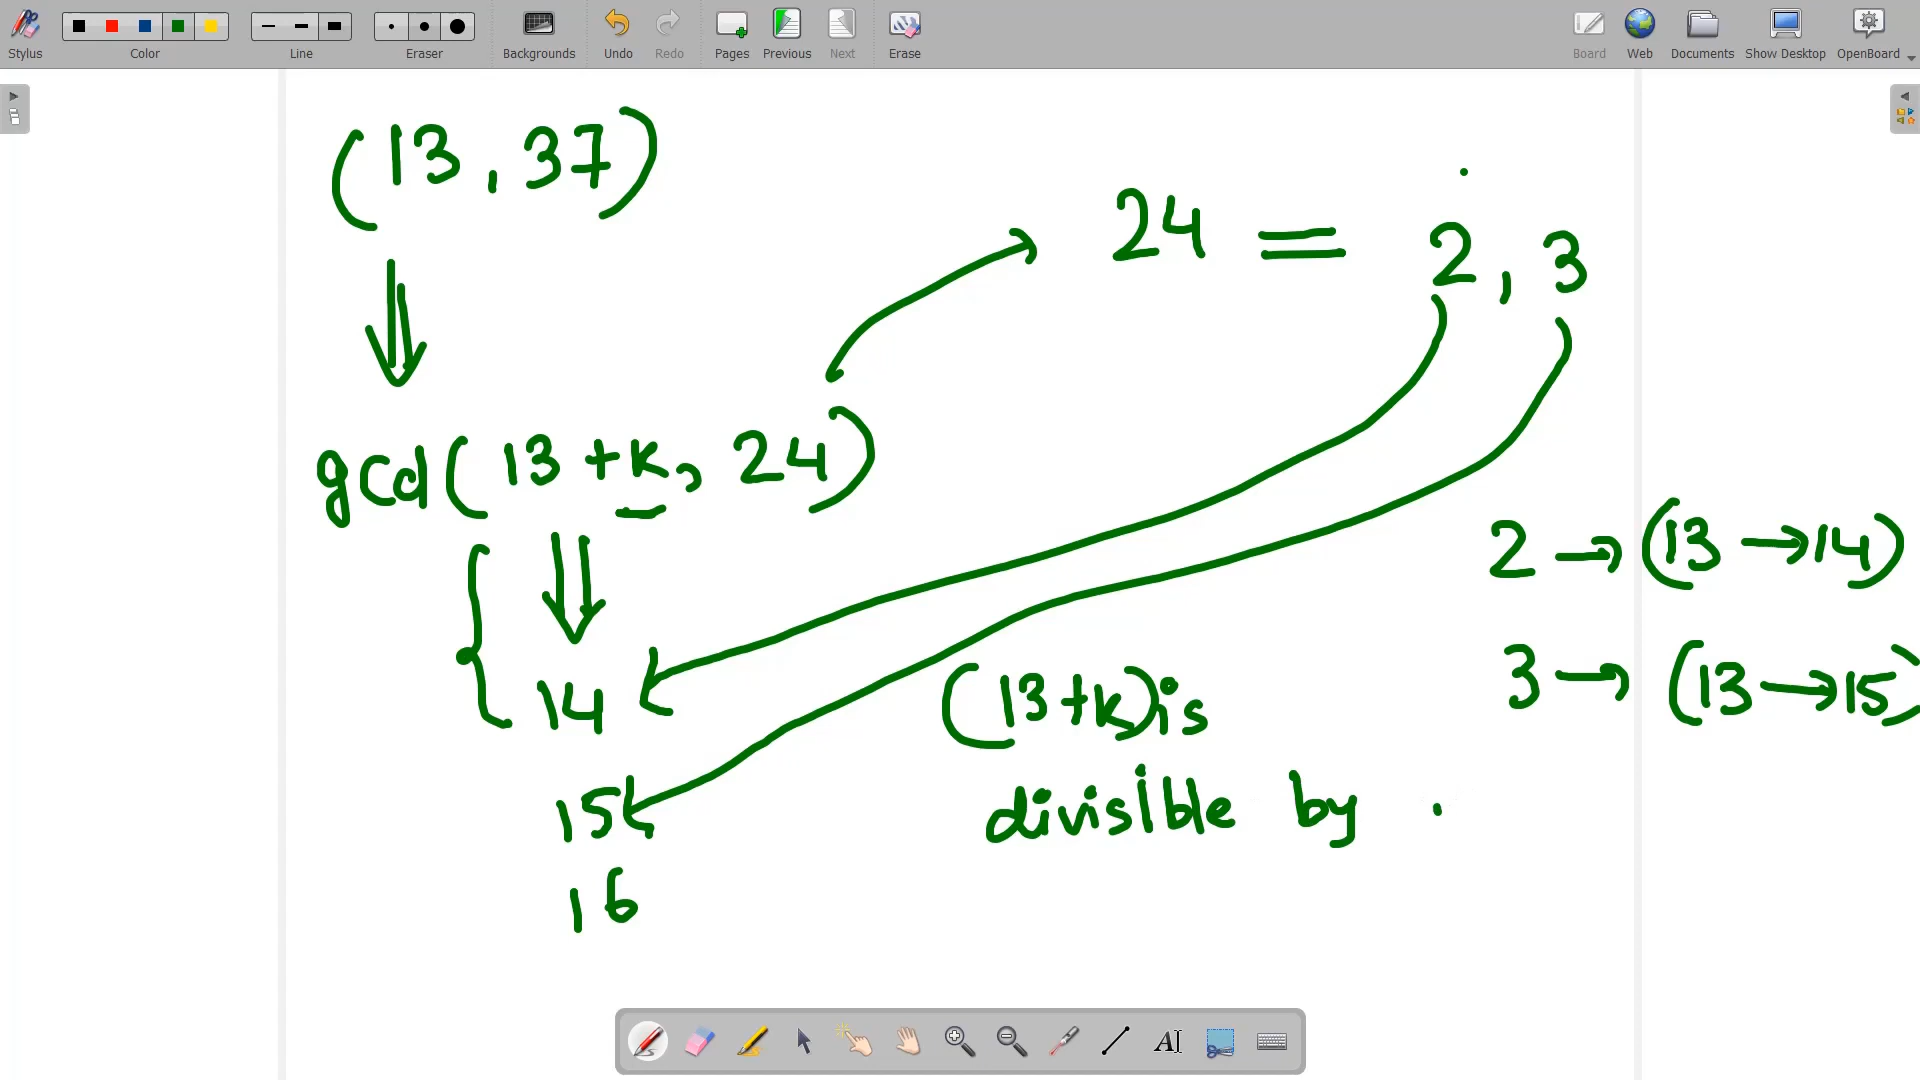 Stylus Color Line Eraser Backgrounds Undo Redo Pages Previous Next Erase Board Web Documents Show Desktop OpenBoard
(13, 37)
24 = 2, 3
gcd(13+k, 24)
2 → (13 → 14)
14
(13+k) is
3 → (13 → 15)
15
divisible by
16